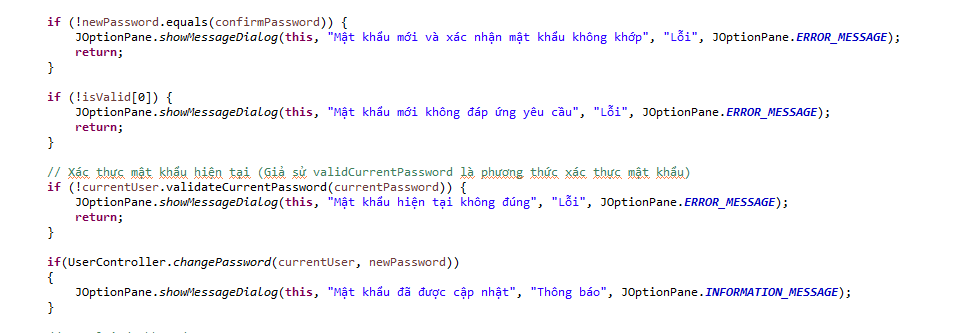 if (!newPassword.equals(confirmPassword)) {
JOptionPane.showMessageDialog(this, "Mật khẩu mới và xác nhận mật khẩu không khớp", "Lỗi", JOptionPane.ERROR_MESSAGE);
return;
}
if (!isValid[0]) {
JOptionPane.showMessageDialog(this, "Mật khẩu mới không đáp ứng yêu cầu", "Lỗi", JOptionPane.ERROR_MESSAGE);
return;
}
// Xác thực mật khẩu hiện tại (Giả sử validCurrentPassword là phương thức xác thực mật khẩu)
if (!currentUser.validateCurrentPassword(currentPassword)) {
JOptionPane.showMessageDialog(this, "Mật khẩu hiện tại không đúng", "Lỗi", JOptionPane.ERROR_MESSAGE);
return;
}
if(UserController.changePassword(currentUser, newPassword))
{
JOptionPane.showMessageDialog(this, "Mật khẩu đã được cập nhật", "Thông báo", JOptionPane.INFORMATION_MESSAGE);
}